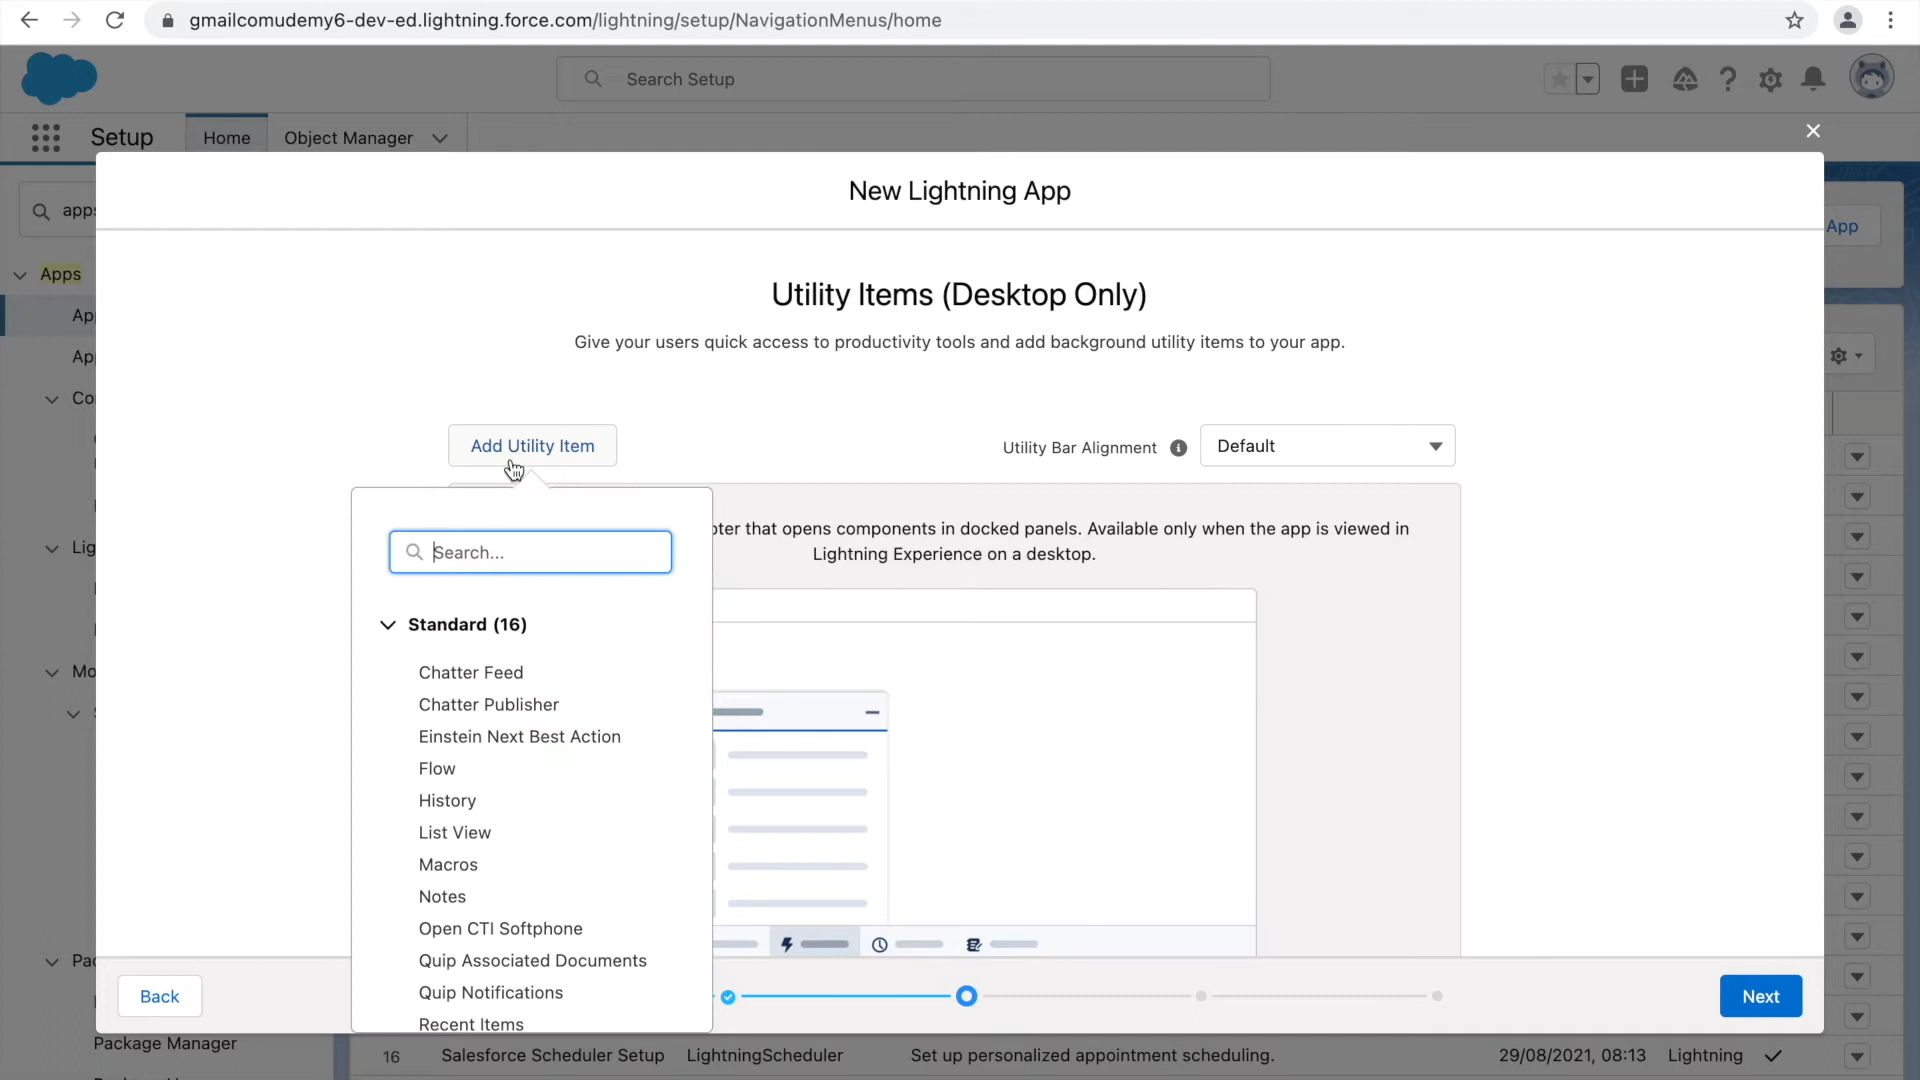 gmailcomudemy6-dev-ed.lightning.force.com/lightning/setup/NavigationMenus/home
Search Setup
Setup
Home
Object Manager
New Lightning App
apps
App
Apps
Utility Items (Desktop Only)
Give your users quick access to productivity tools and add background utility items to your app.
Add Utility Item
Utility Bar Alignment
Default
oter that opens components in docked panels. Available only when the app is viewed in
Lightning Experience on a desktop.
Search...
Standard (16)
Chatter Feed
Chatter Publisher
Einstein Next Best Action
Flow
History
List View
Macros
Notes
Open CTI Softphone
Quip Associated Documents
Quip Notifications
Recent Items
Back
Next
Package Manager
16 Salesforce Scheduler Setup LightningScheduler Set up personalized appointment scheduling. 29/08/2021, 08:13 Lightning